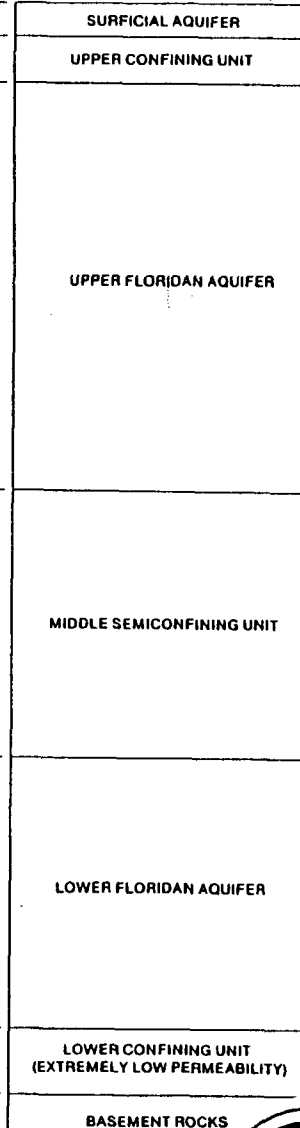 SURFICIAL AQUIFER
UPPER CONFINING UNIT
UPPER FLORIDAN AQUIFER
MIDDLE SEMICONFINING UNIT
LOWER FLORIDAN AQUIFER
LOWER CONFINING UNIT
(EXTREMELY LOW PERMEABILITY)
BASEMENT ROCKS